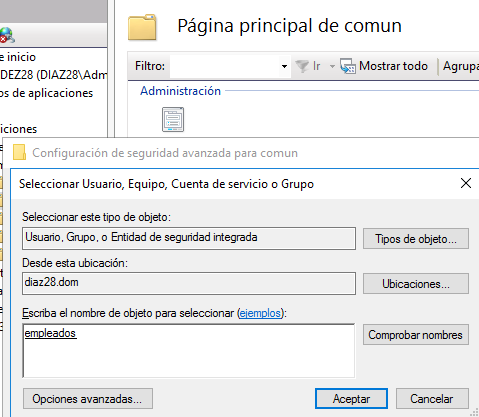 Página principal de comun
e inicio
DEZ28 (DIAZ28\Adm
os de aplicaciones
iciones
Filtro:
Ir
Mostrar todo
Agrupa
Administración
Configuración de seguridad avanzada para comun
Seleccionar Usuario, Equipo, Cuenta de servicio o Grupo
Seleccionar este tipo de objeto:
Usuario, Grupo, o Entidad de seguridad integrada
Tipos de objeto...
Desde esta ubicación:
diaz28.dom
Ubicaciones...
Escriba el nombre de objeto para seleccionar (ejemplos):
empleados
Comprobar nombres
Opciones avanzadas...
Aceptar
Cancelar